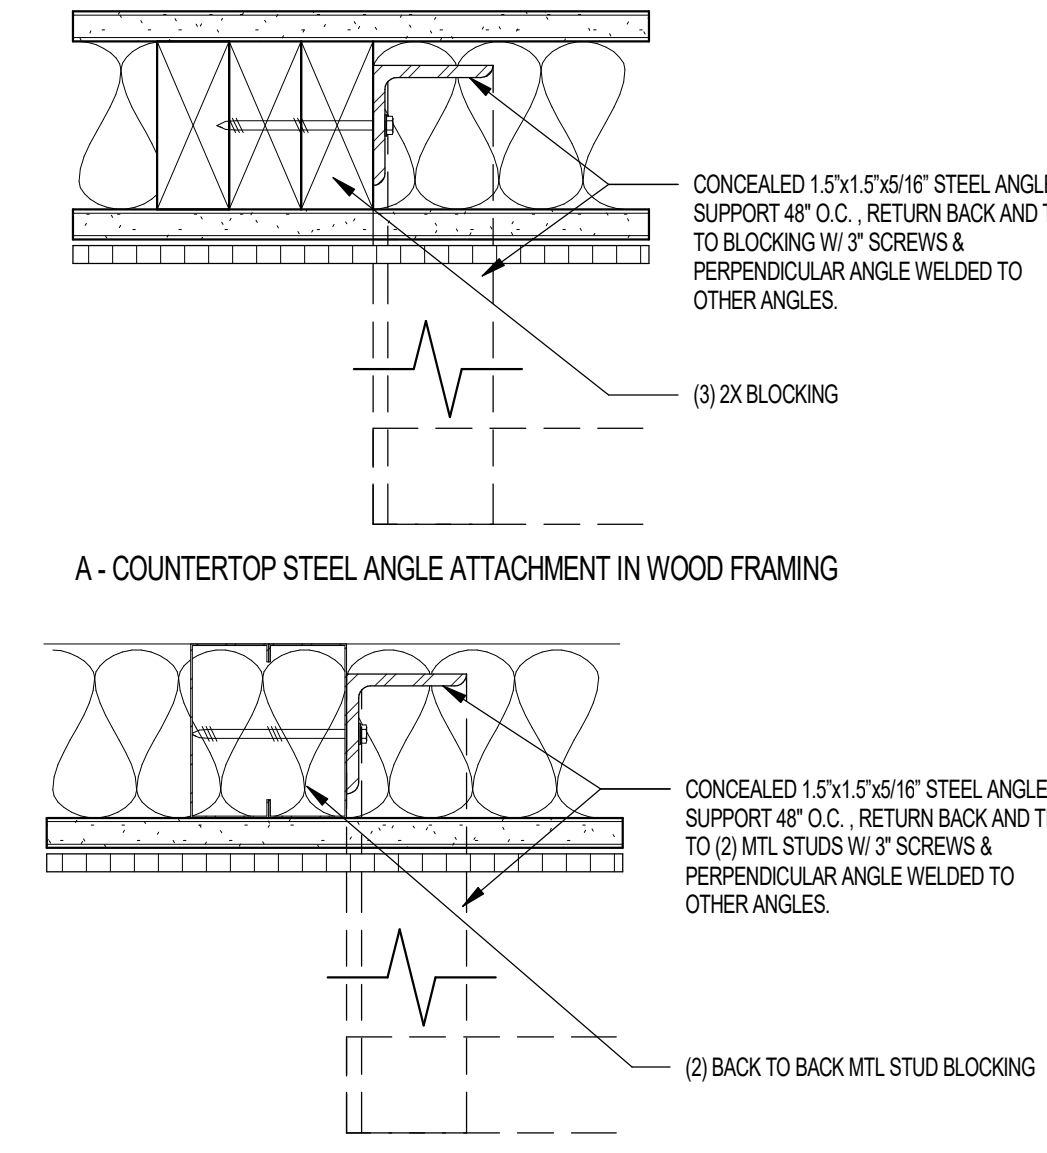 CONCEALED 1.5”x1.5”x5/16” STEEL ANGLE
SUPPORT 48" O.C. , RETURN BACK AND
TO BLOCKING W/ 3" SCREWS &
PERPENDICULAR ANGLE WELDED TO
OTHER ANGLES.
(3) 2X BLOCKING
A - COUNTERTOP STEEL ANGLE ATTACHMENT IN WOOD FRAMING
CONCEALED 1.5”x1.5”x5/16” STEEL ANGLE
SUPPORT 48" O.C. , RETURN BACK AND
TO (2) MTL STUDS W/ 3" SCREWS &
PERPENDICULAR ANGLE WELDED TO
OTHER ANGLES.
(2) BACK TO BACK MTL STUD BLOCKING